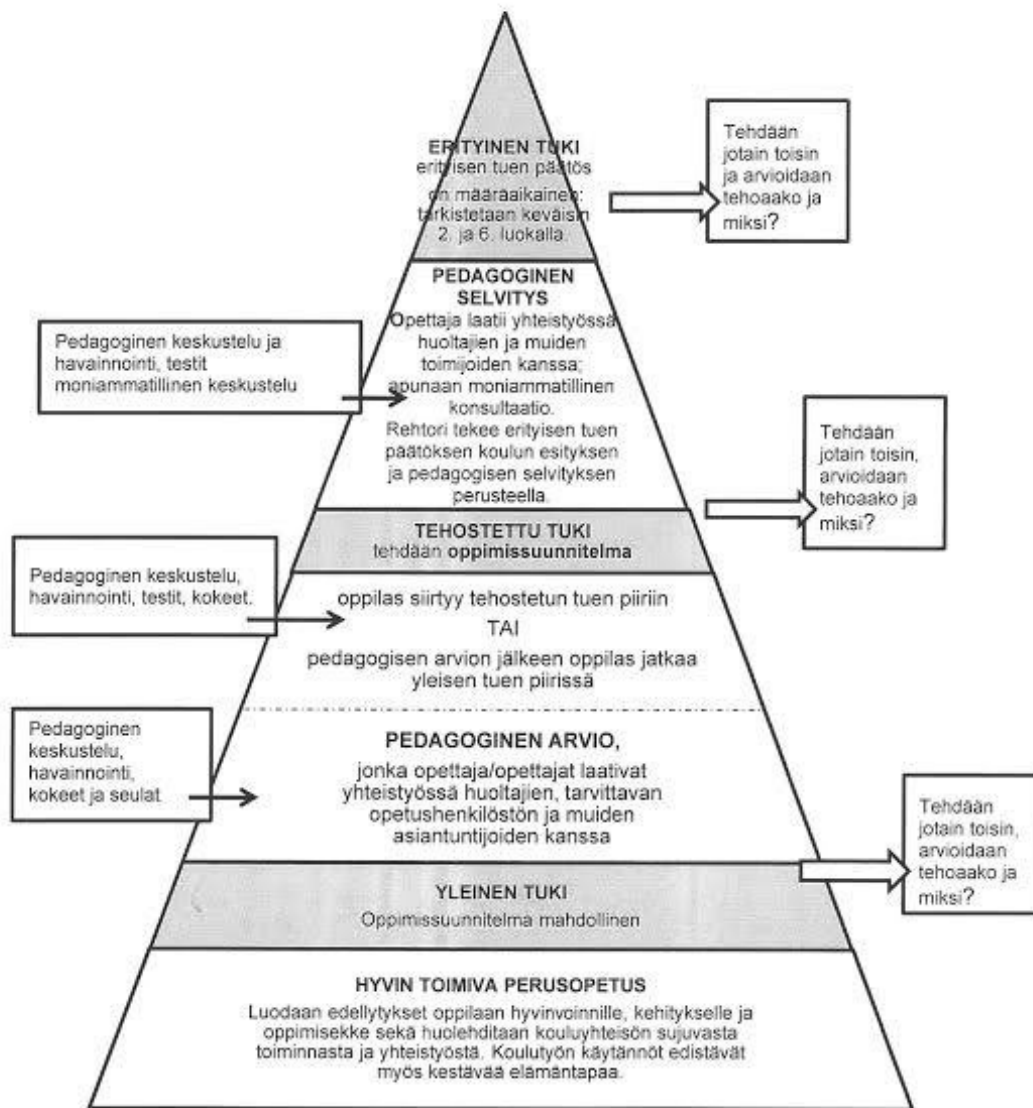 ERITYINEN TUKI
erityisen tuen päätös
on määräaikainen:
tarkistetaan keväisin
2. ja 6. luokalla.
Tehdään
jotain toisin
ja arvioidaan
tehoaako ja
miksi?
PEDAGOGINEN
SELVITYS
Opettaja laatii yhteistyössä
huoltajien ja muiden
toimijoiden kanssa;
apunaan moniammatillinen
konsultaatio.
Rehtori tekee erityisen tuen
päätöksen koulun esityksen
ja pedagogisen selvityksen
perusteella.
Pedagoginen keskustelu ja
havainnointi, testit
moniammatillinen keskustelu
Tehdään
jotain toisin,
arvioidaan
tehoaako ja
miksi?
TEHOSTETTU TUKI
tehdään oppimissuunnitelma
Pedagoginen keskustelu,
havainnointi, testit, kokeet.
oppilas siirtyy tehostetun tuen piiriin
TAI
pedagogisen arvion jälkeen oppilas jatkaa
yleisen tuen piirissä
Pedagoginen
keskustelu,
havainnointi,
kokeet ja seulat
PEDAGOGINEN ARVIO,
jonka opettaja/opettajat laativat
yhteistyössä huoltajien, tarvittavan
opetushenkilöstön ja muiden
asiantuntijoiden kanssa
Tehdään
jotain toisin,
arvioidaan
tehoaako ja
miksi?
YLEINEN TUKI
Oppimissuunnitelma mahdollinen
HYVIN TOIMIVA PERUSOPETUS
Luodaan edellytykset oppilaan hyvinvoinnille, kehitykselle ja
oppimisekke sekä huolehditaan kouluyhteisön sujuvasta
toiminnasta ja yhteistyöstä. Koulutyön käytännöt edistävät
myös kestävää elämäntapaa.